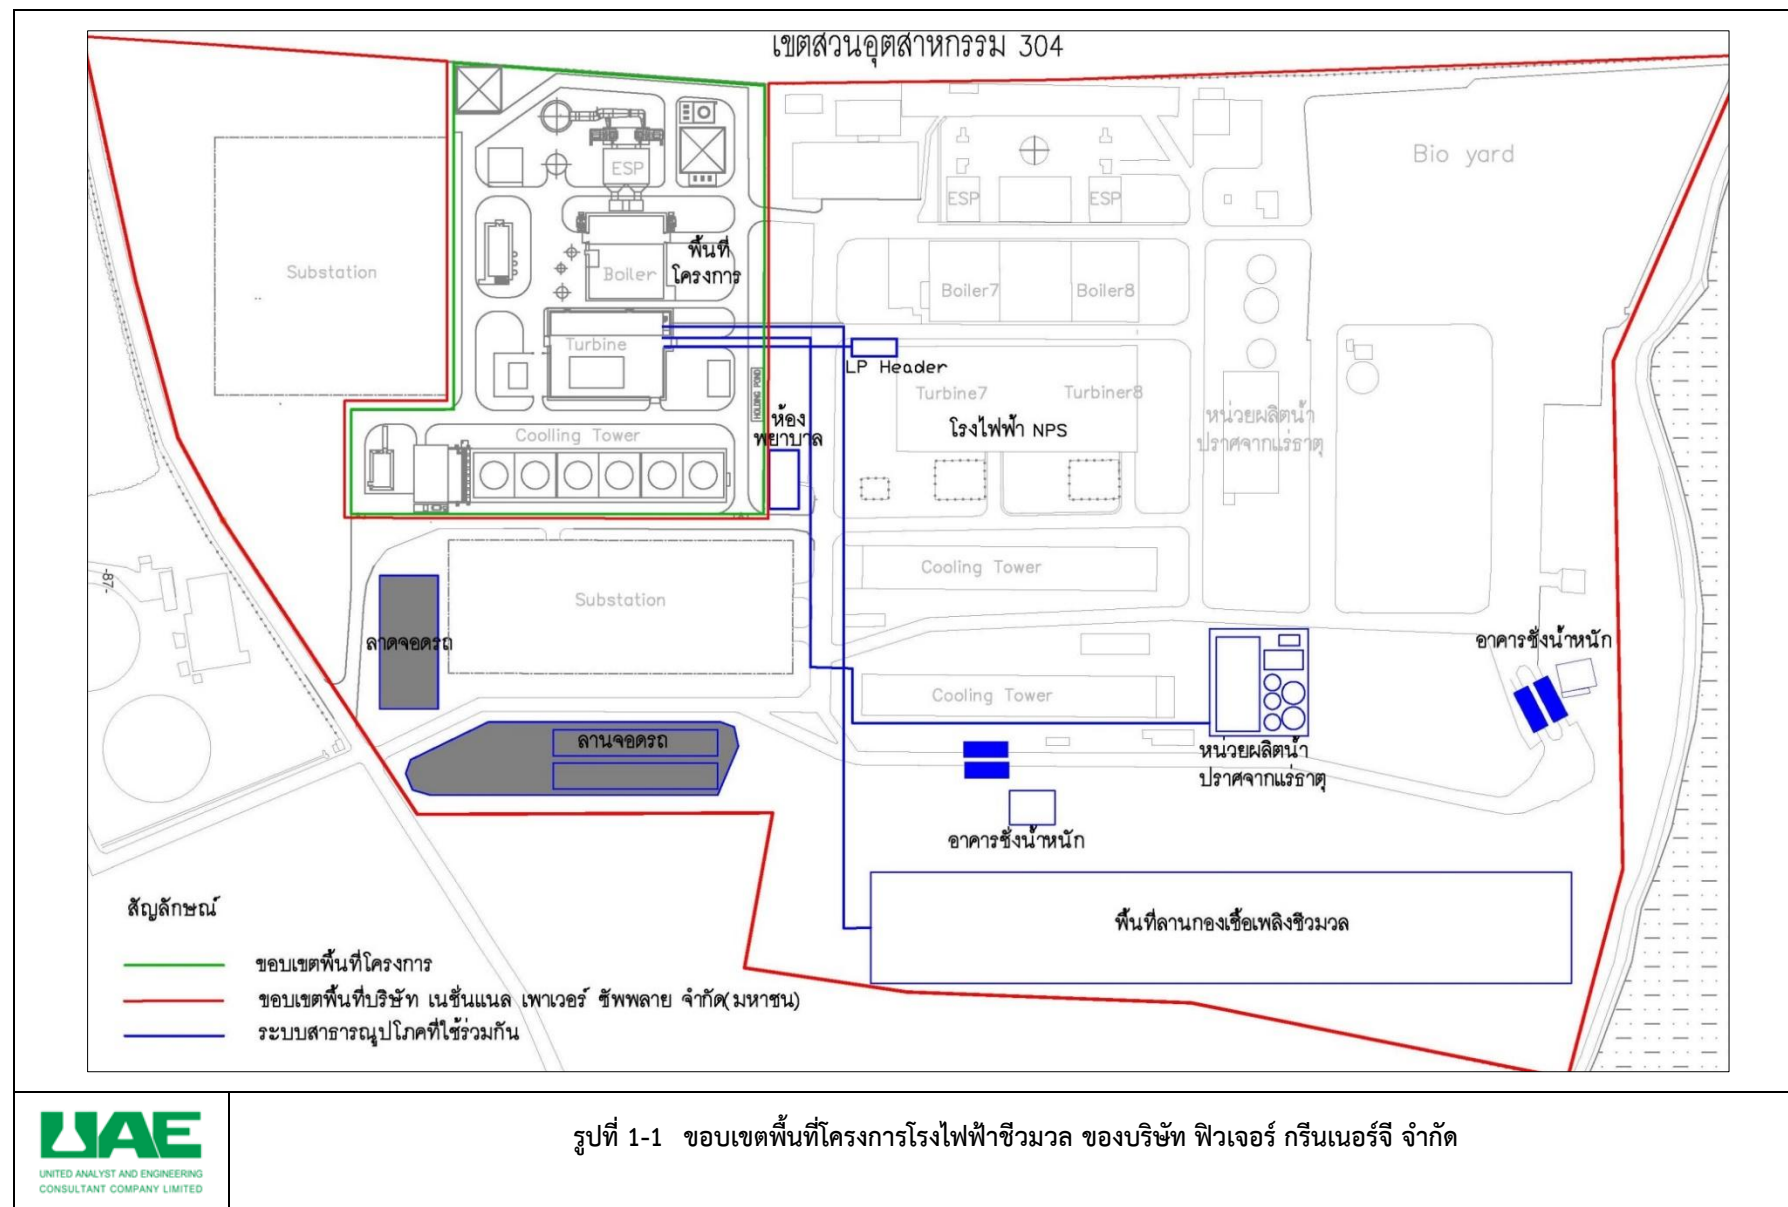 เขตสวนอุตสาหกรรม 304
Bio yard
ESP
ESP
ESP
Substation
Boiler
พื้นที่
โครงการ
Boiler7
Boiler8
Turbine
LP Header
Turbine7
Turbiner8
HOLDING POND
ห้อง
พยาบาล
โรงไฟฟ้า NPS
หน่วยผลิตน้ำ
ปราศจากแร่ธาตุ
Coolling Tower
Cooling Tower
-87-
Substation
ลาดจอดรถ
อาคารชั่งน้ำหนัก
Cooling Tower
ลานจอดรถ
หน่วยผลิตน้ำ
ปราศจากแร่ธาตุ
อาคารชั่งน้ำหนัก
พื้นที่ลานกองเชื้อเพลิงชีวมวล
สัญลักษณ์
ขอบเขตพื้นที่โครงการ
ขอบเขตพื้นที่บริษัท เนชั่นแนล เพาเวอร์ ซัพพลาย จำกัด(มหาชน)
ระบบสาธารณูปโภคที่ใช้ร่วมกัน
UAE
UNITED ANALYST AND ENGINEERING
CONSULTANT COMPANY LIMITED
รูปที่ 1-1 ขอบเขตพื้นที่โครงการโรงไฟฟ้าชีวมวล ของบริษัท ฟิวเจอร์ กรีนเนอร์จี จำกัด